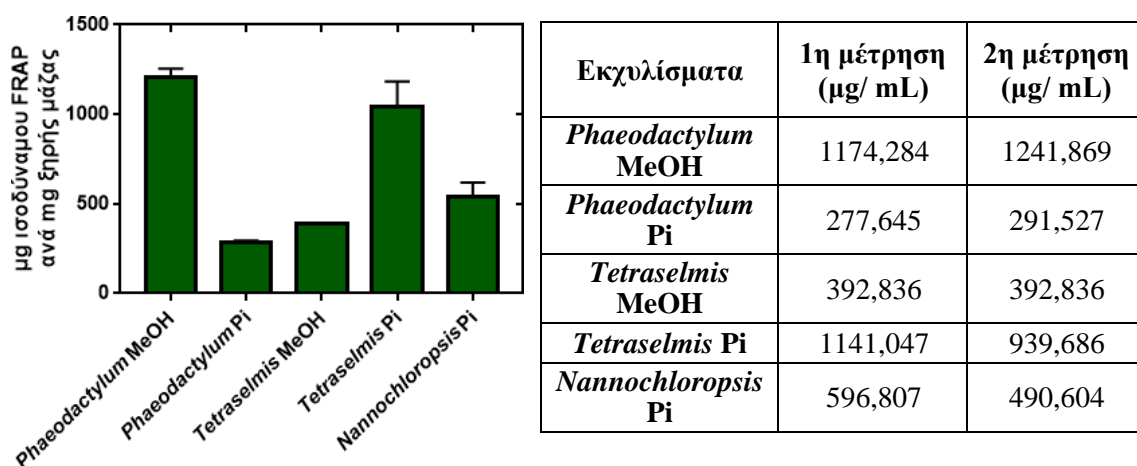 μg ισοδύναμου FRAP
ανά mg ξηρής μάζας
1500
1000
500
0
Phaeodactylum MeOH
Phaeodactylum Pi
Tetraselmis MeOH
Tetraselmis Pi
Nannochloropsis Pi
Εκχυλίσματα
1η μέτρηση
(μg/ mL)
2η μέτρηση
(μg/ mL)
Phaeodactylum
MeOH
1174,284
1241,869
Phaeodactylum
Pi
277,645
291,527
Tetraselmis
MeOH
392,836
392,836
Tetraselmis Pi
1141,047
939,686
Nannochloropsis
Pi
596,807
490,604